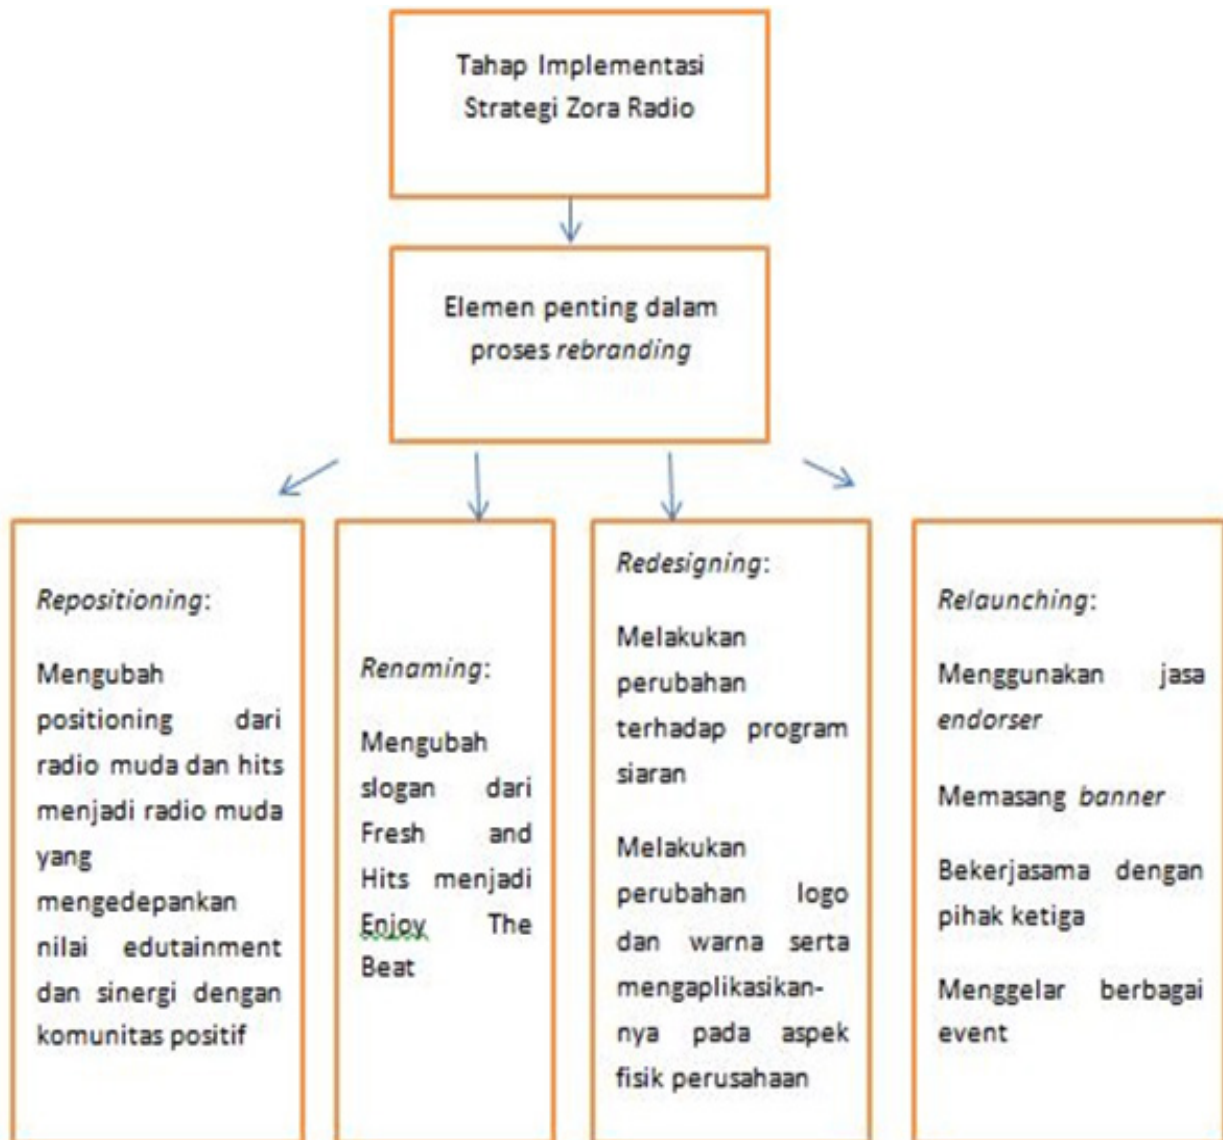 Tahap Implementasi
Strategi Zora Radio
Elemen penting dalam
proses rebranding
Repositioning:
Mengubah
positioning dari
radio muda dan hits
menjadi radio muda
yang
mengedepankan
nilai edutainment
dan sinergi dengan
komunitas positif
Renaming:
Mengubah
slogan dari
Fresh and
Hits menjadi
Enjoy The
Beat
Redesigning:
Melakukan
perubahan
terhadap program
siaran
Melakukan
perubahan logo
dan warna serta
mengaplikasikan-
nya pada aspek
fisik perusahaan
Relaunching:
Menggunakan jasa
endorser
Memasang banner
Bekerjasama dengan
pihak ketiga
Menggelar berbagai
event